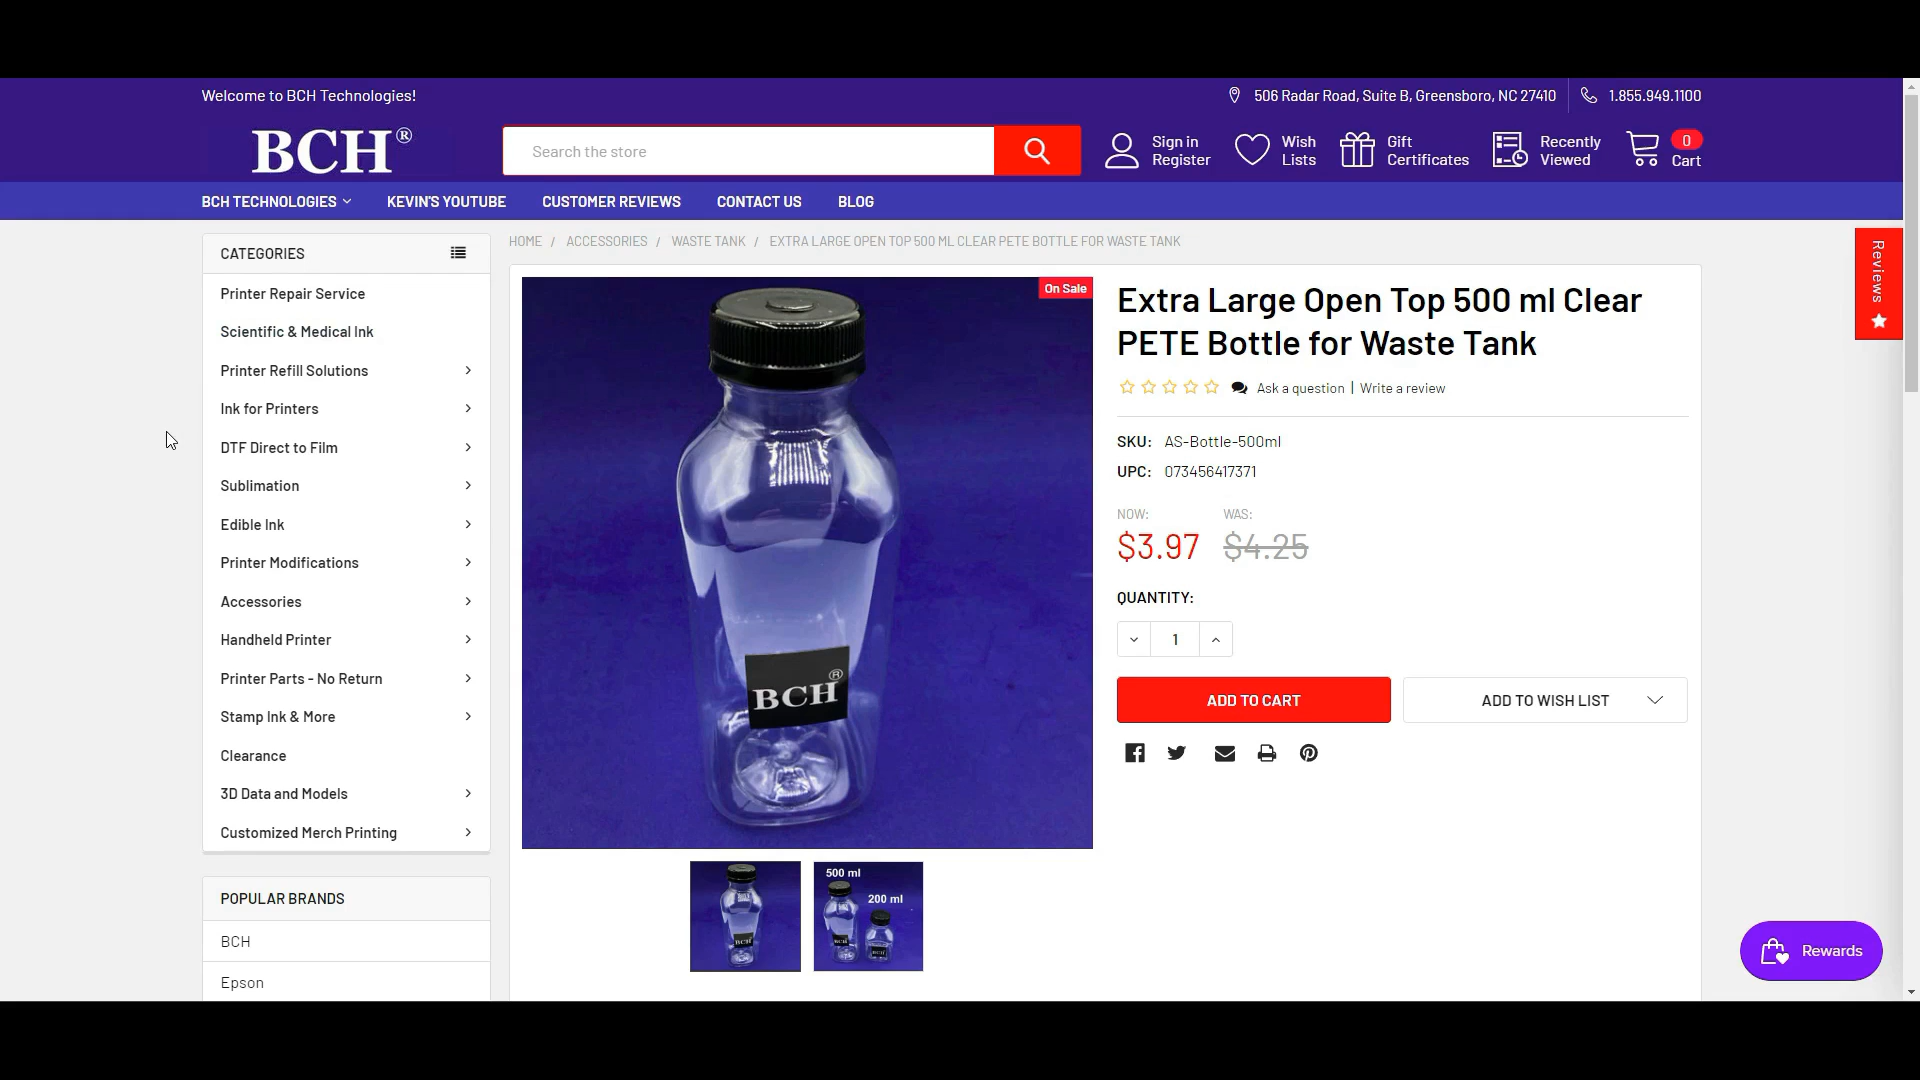 Welcome to BCH Technologies!
506 Radar Road, Suite B, Greensboro, NC 27410
1.855.949.1100
BCH®
Search the store
Sign in
Register
Wish
Lists
Gift
Certificates
Recently
Viewed
0
Cart
BCH TECHNOLOGIES
KEVIN'S YOUTUBE
CUSTOMER REVIEWS
CONTACT US
BLOG
HOME / ACCESSORIES / WASTE TANK / EXTRA LARGE OPEN TOP 500 ML CLEAR PETE BOTTLE FOR WASTE TANK
CATEGORIES
Printer Repair Service
Scientific & Medical Ink
Printer Refill Solutions
Ink for Printers
DTF Direct to Film
Sublimation
Edible Ink
Printer Modifications
Accessories
Handheld Printer
Printer Parts - No Return
Stamp Ink & More
Clearance
3D Data and Models
Customized Merch Printing
POPULAR BRANDS
BCH
Epson
On Sale
BCH®
500 ml
200 ml
BCH
BCH
BCH
Extra Large Open Top 500 ml Clear
PETE Bottle for Waste Tank
Ask a question | Write a review
SKU: AS-Bottle-500ml
UPC: 073456417371
NOW: WAS:
$3.97 $4.25
QUANTITY:
1
ADD TO CART
ADD TO WISH LIST
Reviews
Rewards